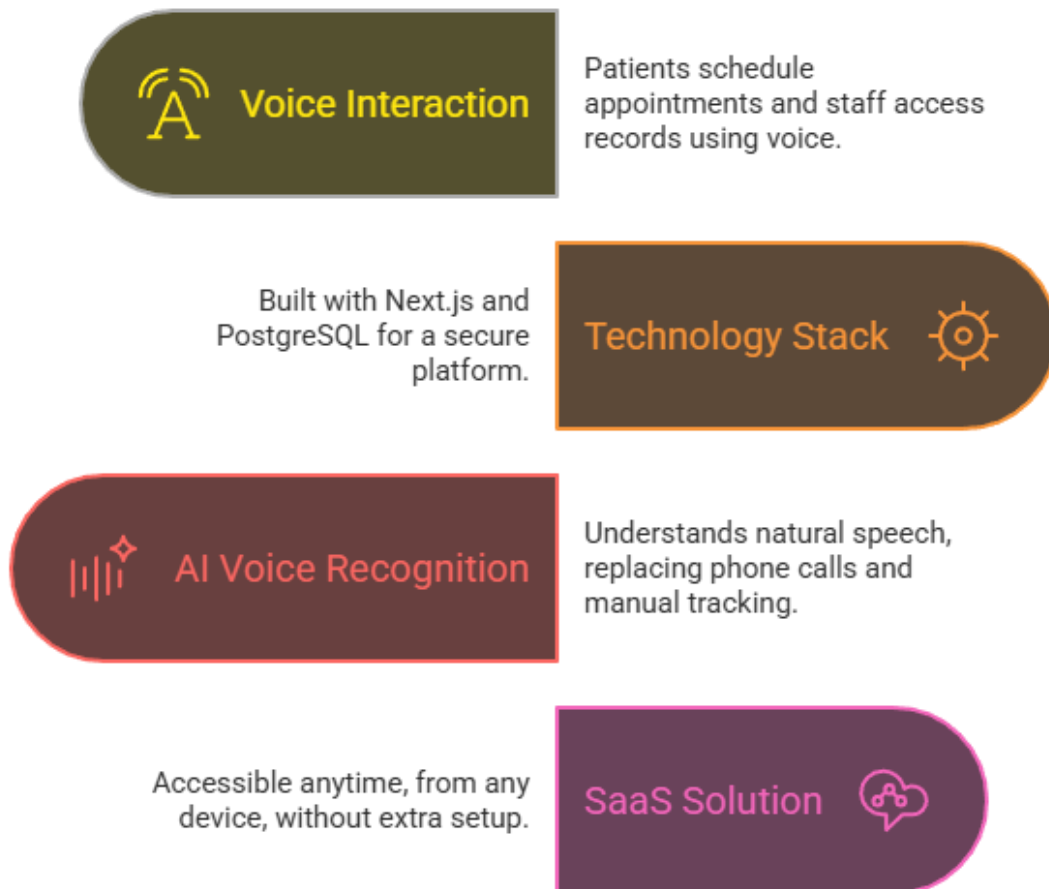 Voice Interaction
Patients schedule
appointments and staff access
records using voice.
Built with Next.js and
PostgreSQL for a secure
platform.
Technology Stack
AI Voice Recognition
Understands natural speech,
replacing phone calls and
manual tracking.
Accessible anytime, from any
device, without extra setup.
SaaS Solution